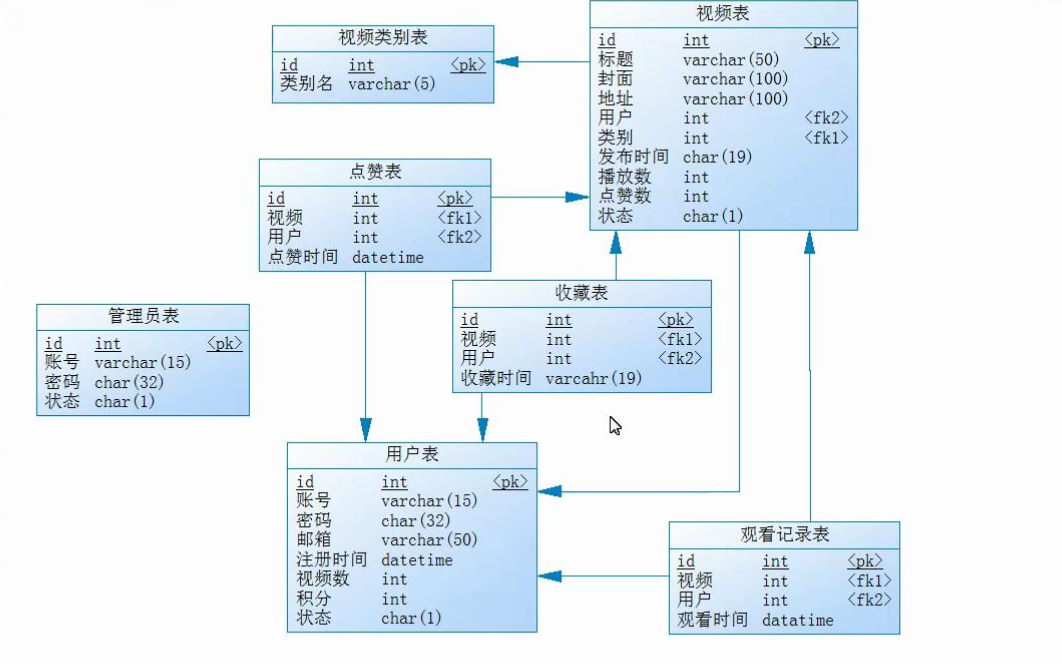 视频类别表
id int <pk>
类别名 varchar(5)
视频表
id int <pk>
标题 varchar(50)
封面 varchar(100)
地址 varchar(100)
用户 int <fk2>
类别 int <fk1>
发布时间 char(19)
播放数 int
点赞数 int
状态 char(1)
点赞表
id int <pk>
视频 int <fk1>
用户 int <fk2>
点赞时间 datetime
收藏表
id int <pk>
视频 int <fk1>
用户 int <fk2>
收藏时间 varcahr(19)
管理员表
id int <pk>
账号 varchar(15)
密码 char(32)
状态 char(1)
用户表
id int <pk>
账号 varchar(15)
密码 char(32)
邮箱 varchar(50)
注册时间 datetime
视频数 int
积分 int
状态 char(1)
观看记录表
id int <pk>
视频 int <fk1>
用户 int <fk2>
观看时间 datatime